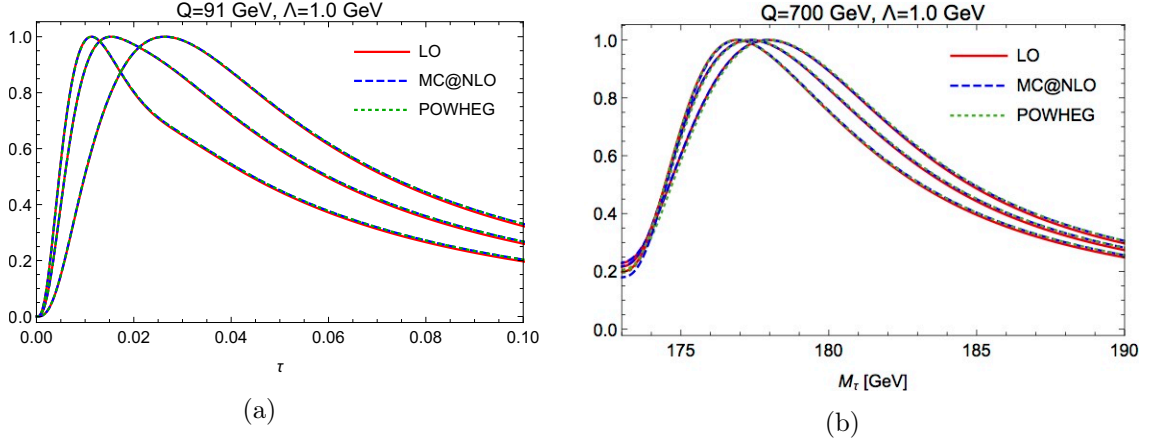 Q=91 GeV, Λ=1.0 GeV
1.0
0.8
0.6
0.4
0.2
0.0
LO
MC@NLO
POWHEG
0.00 0.02 0.04 0.06 0.08 0.10
τ
(a)
Q=700 GeV, Λ=1.0 GeV
1.0
0.8
0.6
0.4
0.2
0.0
LO
MC@NLO
POWHEG
175 180 185 190
Mτ [GeV]
(b)